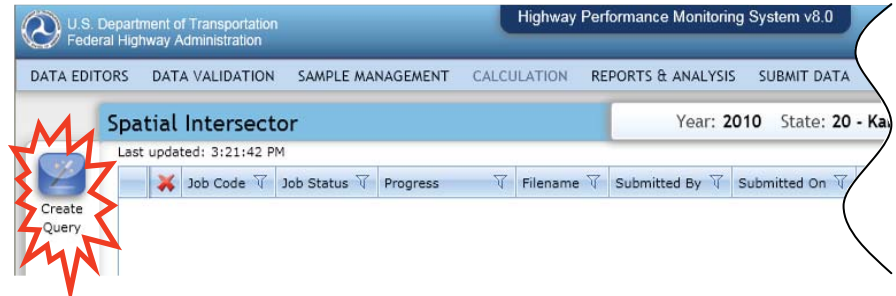 U.S. Department of Transportation
Federal Highway Administration
Highway Performance Monitoring System v8.0
DATA EDITORS DATA VALIDATION SAMPLE MANAGEMENT CALCULATION REPORTS & ANALYSIS SUBMIT DATA
Spatial Intersector
Year: 2010 State: 20 - Ka
Last updated: 3:21:42 PM
Job Code Job Status Progress Filename Submitted By Submitted On
Create
Query